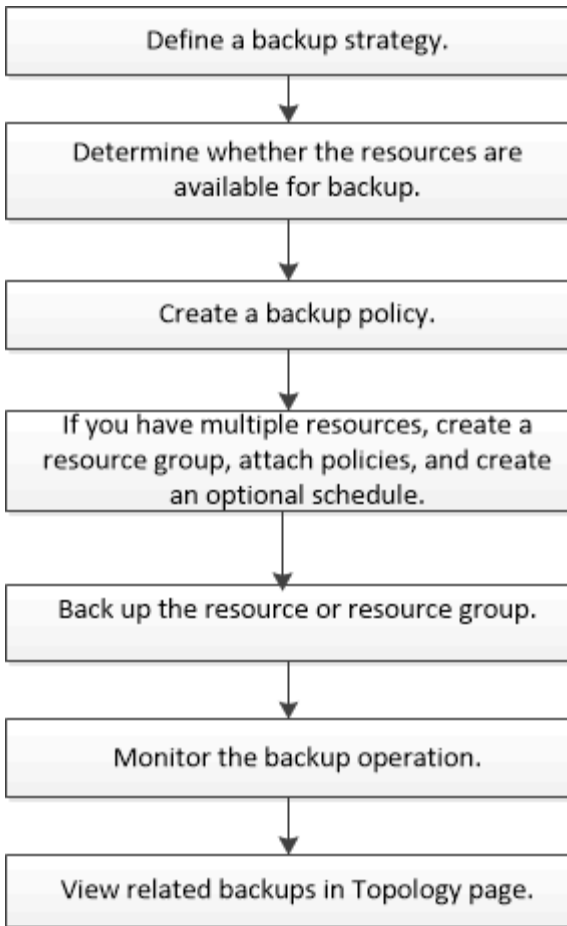 Define a backup strategy.
Determine whether the resources are
available for backup.
Create a backup policy.
If you have multiple resources, create a
resource group, attach policies, and create
an optional schedule.
Back up the resource or resource group.
Monitor the backup operation.
View related backups in Topology page.